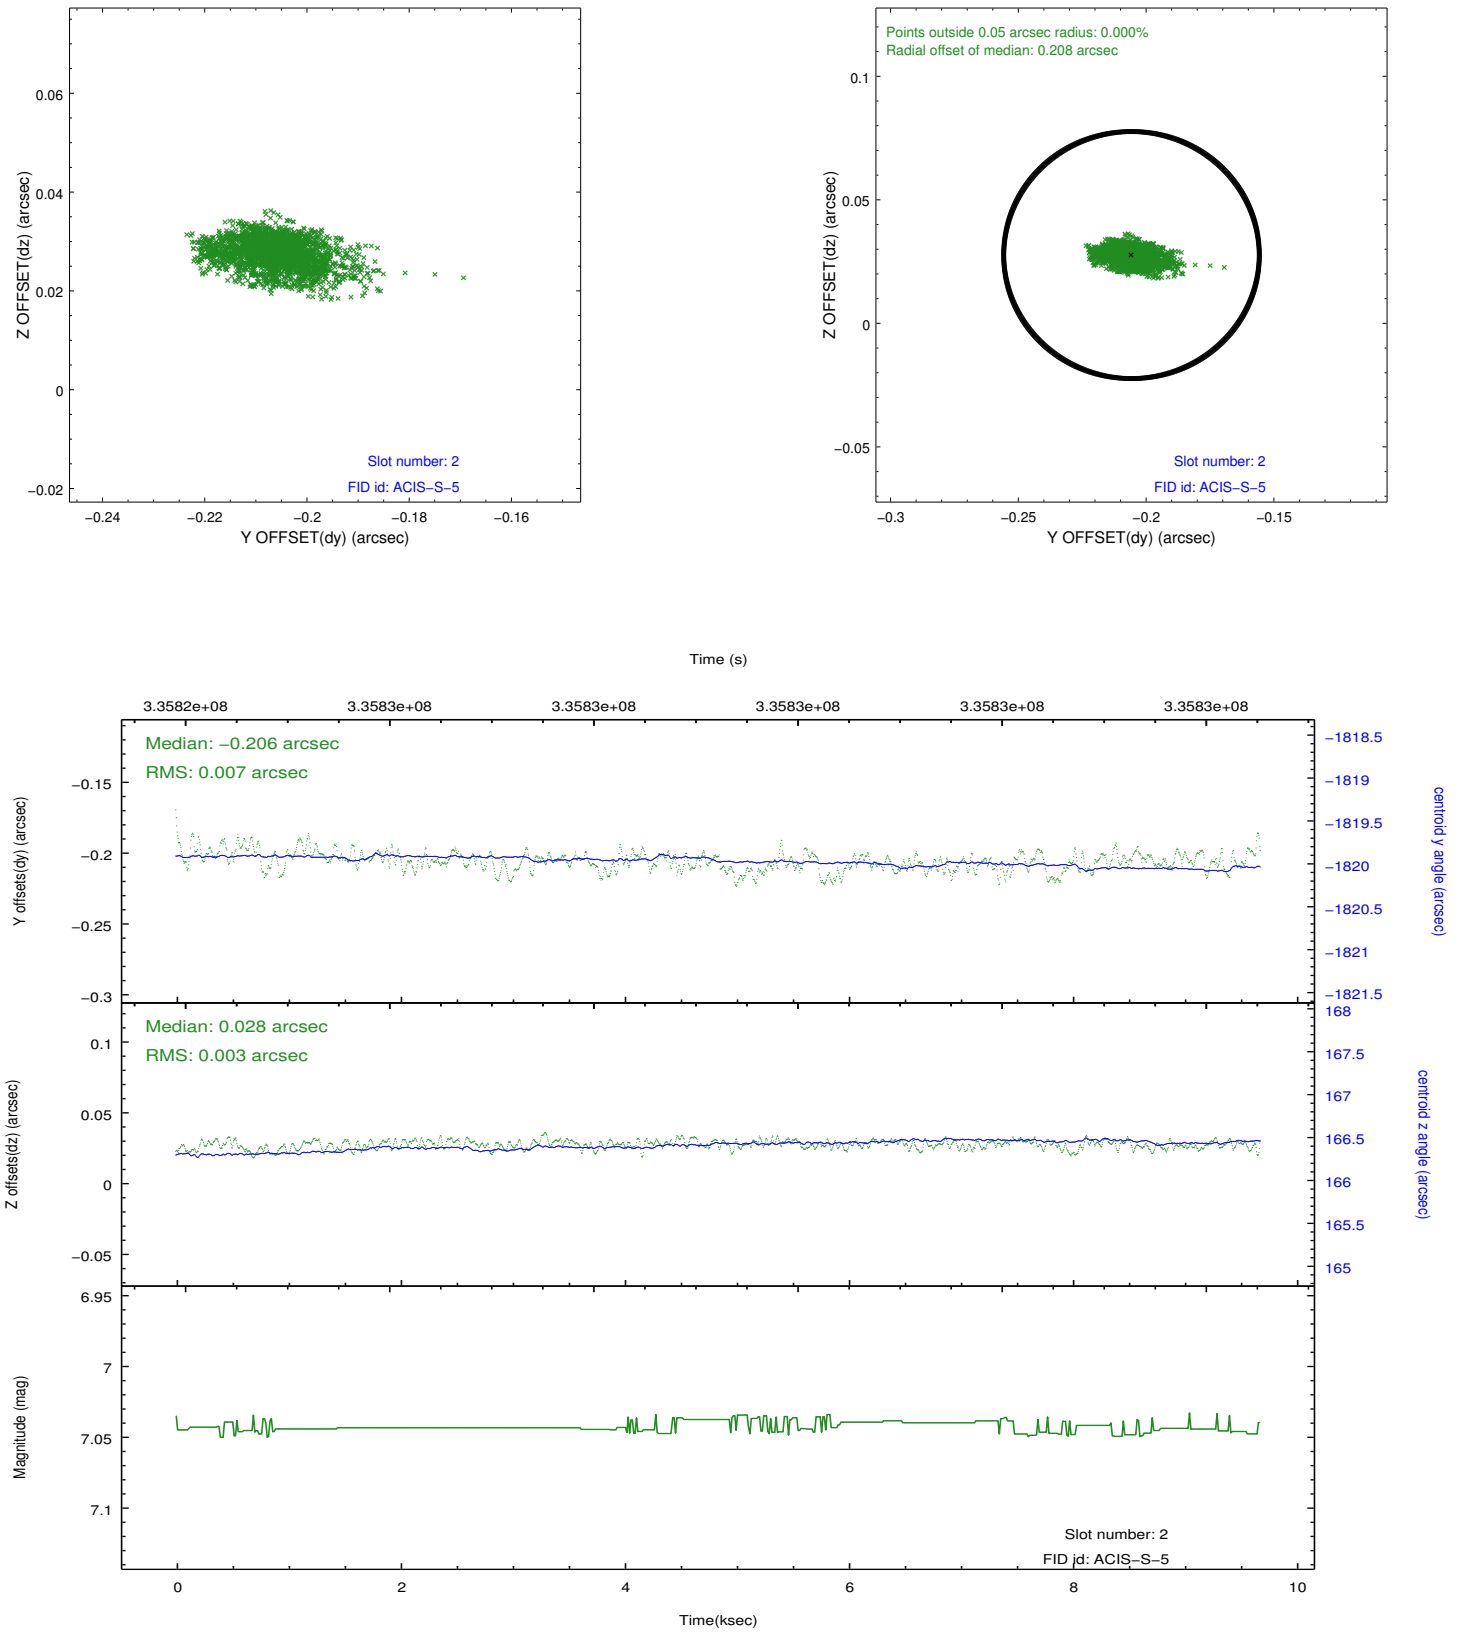 0.06
0.04
0.02
0
−0.02
−0.24
−0.22
−0.2
−0.18
−0.16
Z OFFSET(dz) (arcsec)
Y OFFSET(dy) (arcsec)
Slot number: 2
FID id: ACIS−S−5
Points outside 0.05 arcsec radius: 0.000%
Radial offset of median: 0.208 arcsec
0.1
0.05
0
−0.05
−0.3
−0.25
−0.2
−0.15
Z OFFSET(dz) (arcsec)
Y OFFSET(dy) (arcsec)
Slot number: 2
FID id: ACIS−S−5
Time (s)
3.3582e+08
3.3583e+08
3.3583e+08
3.3583e+08
3.3583e+08
3.3583e+08
Median: −0.206 arcsec
RMS: 0.007 arcsec
−0.15
−0.2
−0.25
−0.3
Y offsets(dy) (arcsec)
−1818.5
−1819
−1819.5
−1820
−1820.5
−1821
−1821.5
centroid y angle (arcsec)
Median: 0.028 arcsec
RMS: 0.003 arcsec
0.1
0.05
0
−0.05
Z offsets(dz) (arcsec)
168
167.5
167
166.5
166
165.5
165
centroid z angle (arcsec)
6.95
7
7.05
7.1
Magnitude (mag)
Slot number: 2
FID id: ACIS−S−5
0
2
4
6
8
10
Time(ksec)